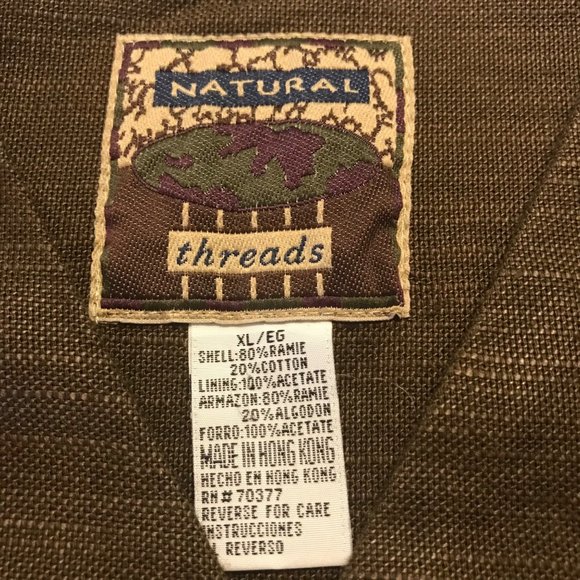 NATURAL
threads
XL/EG
SHELL:80%RAMIE
20%COTTON
LINING:100%ACETATE
ARMAZON:80%RAMIE
20%ALGODON
FORRO:100%ACETATE
MADE IN HONG KONG
HECHO EN HONG KONG
RN# 70377
REVERSE FOR CARE
INSTRUCCIONES
REVERSO